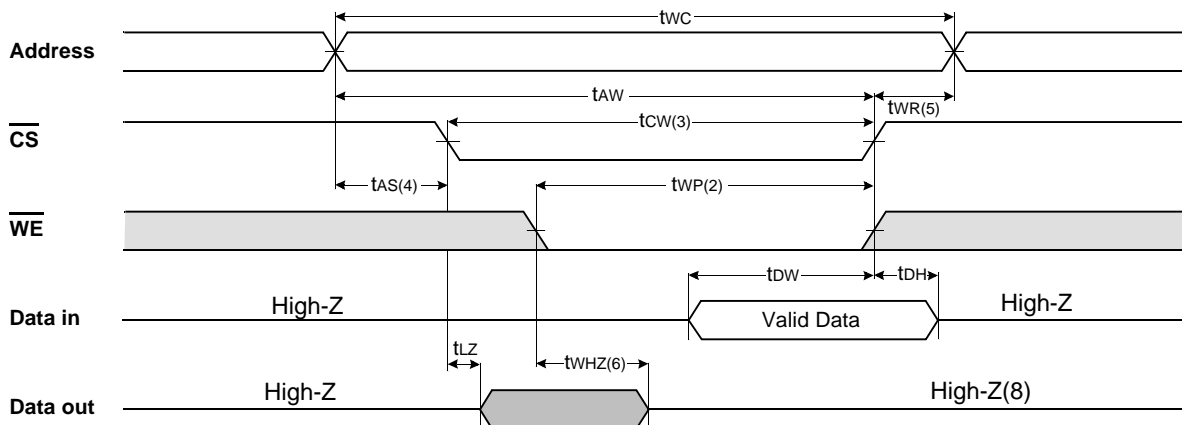 tWC
Address
tAW
tWR(5)
CS
tCW(3)
tAS(4)
tWP(2)
WE
tDW
tDH
High-Z
High-Z
Data in
Valid Data
tLZ
tWHZ(6)
High-Z
High-Z(8)
Data out